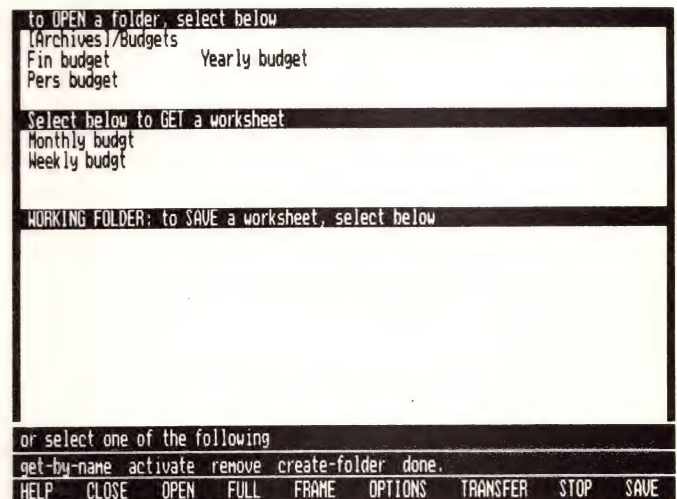 to OPEN a folder, select below
[Archives]/Budgets
Fin budget Yearly budget
Pers budget
Select below to GET a worksheet
Monthly budgt
Weekly budgt
WORKING FOLDER: to SAVE a worksheet, select below
or select one of the following
get-by-name activate remove create-folder done.
HELP CLOSE OPEN FULL FRAME OPTIONS TRANSFER STOP SAVE